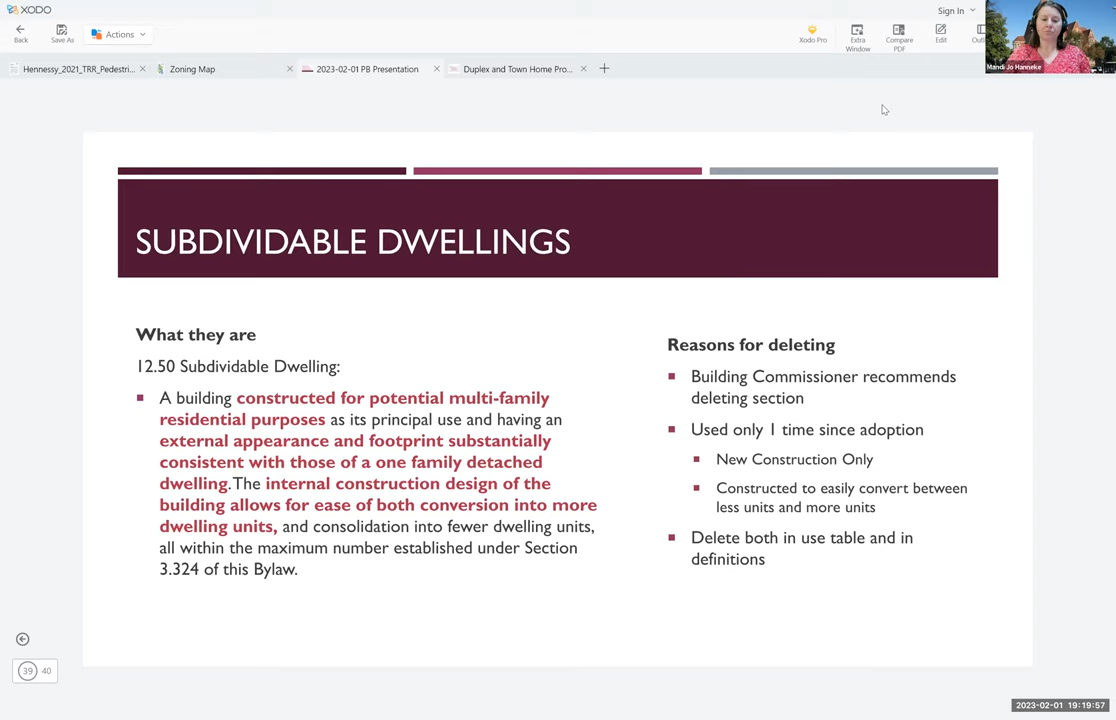 XODO
Sign In
Back
Save As
Actions
Xodo Pro
Extra Window
Compare PDF
Edit
Mandi Jo Hanneke
Hennessy_2021_TRR_Pedestri...
Zoning Map
2023-02-01 PB Presentation
Duplex and Town Home Pro...
SUBDIVIDABLE DWELLINGS
What they are
12.50 Subdividable Dwelling:
A building constructed for potential multi-family
residential purposes as its principal use and having an
external appearance and footprint substantially
consistent with those of a one family detached
dwelling. The internal construction design of the
building allows for ease of both conversion into more
dwelling units, and consolidation into fewer dwelling units,
all within the maximum number established under Section
3.324 of this Bylaw.
Reasons for deleting
Building Commissioner recommends
deleting section
Used only 1 time since adoption
New Construction Only
Constructed to easily convert between
less units and more units
Delete both in use table and in
definitions
39 40
2023-02-01 19:19:57